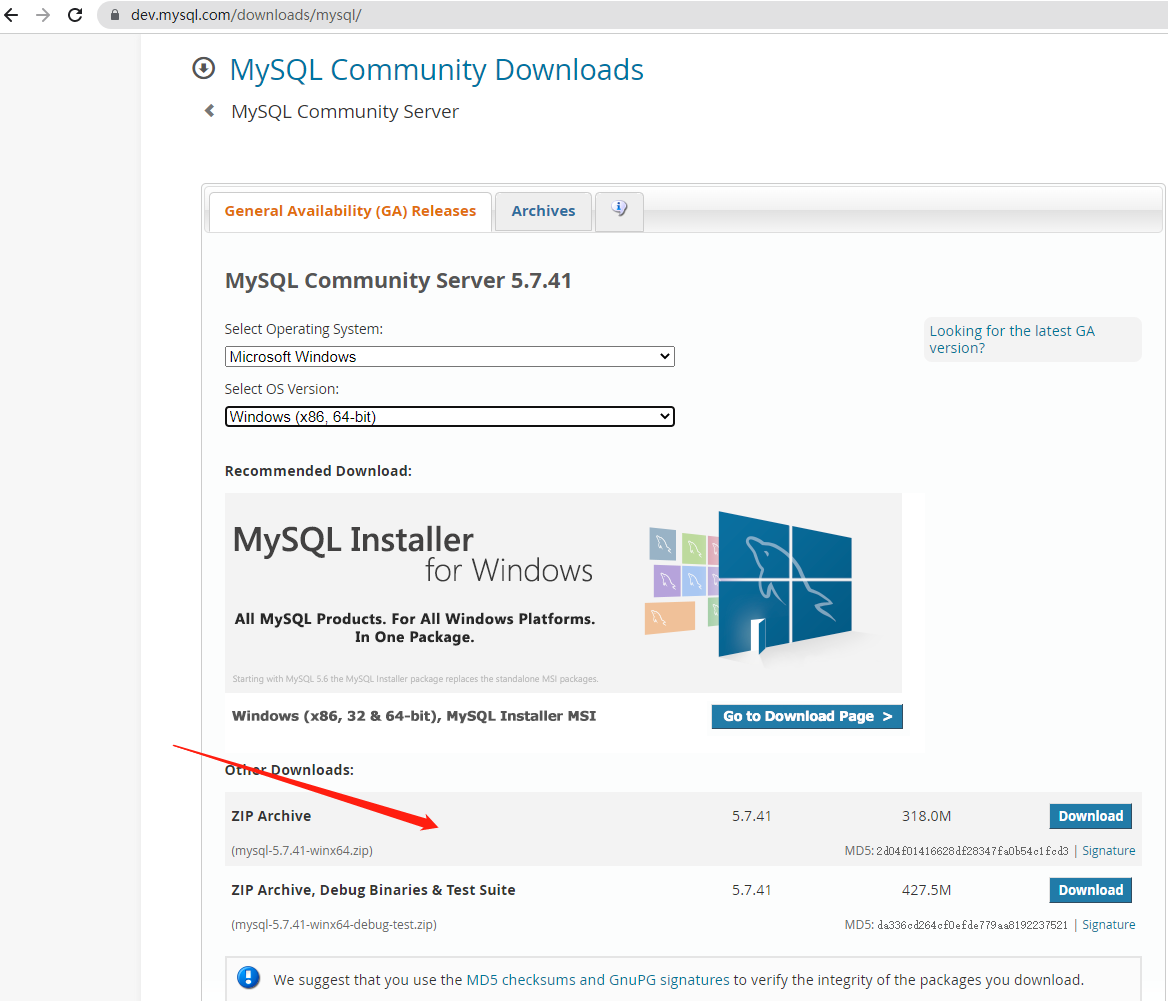 dev.mysql.com/downloads/mysql/
MySQL Community Downloads
MySQL Community Server
General Availability (GA) Releases
Archives
MySQL Community Server 5.7.41
Select Operating System:
Looking for the latest GA
version?
Microsoft Windows
Select OS Version:
Windows (x86, 64-bit)
Recommended Download:
MySQL Installer
for Windows
All MySQL Products. For All Windows Platforms.
In One Package.
Starting with MySQL 5.6 the MySQL Installer package replaces the standalone MSI packages.
Windows (x86, 32 & 64-bit), MySQL Installer MSI
Go to Download Page >
Other Downloads:
ZIP Archive 5.7.41 318.0M Download
(mysql-5.7.41-winx64.zip) MD5: 2d04f01416628df28347fa0b54c1fcd3 | Signature
ZIP Archive, Debug Binaries & Test Suite 5.7.41 427.5M Download
(mysql-5.7.41-winx64-debug-test.zip) MD5: da336cd264cf0efde779aa8192237521 | Signature
We suggest that you use the MD5 checksums and GnuPG signatures to verify the integrity of the packages you download.